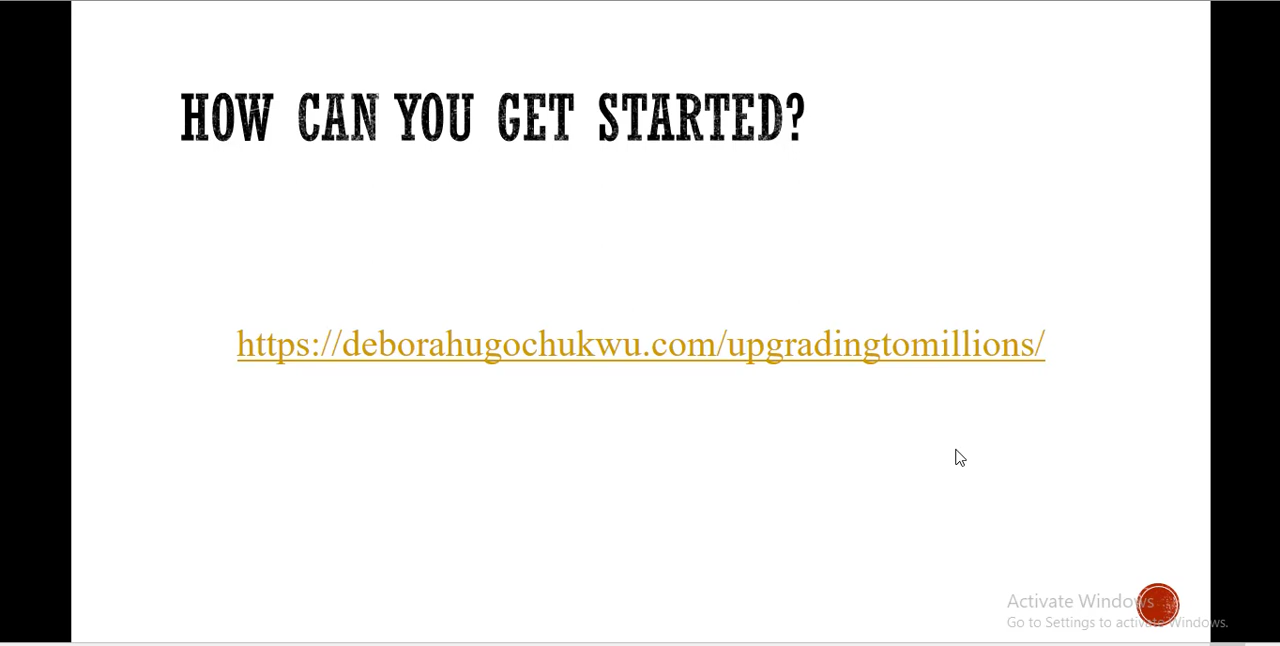 HOW CAN YOU GET STARTED?
https://deborahugochukwu.com/upgradingtomillions/
Activate Windows
Go to Settings to activate Windows.